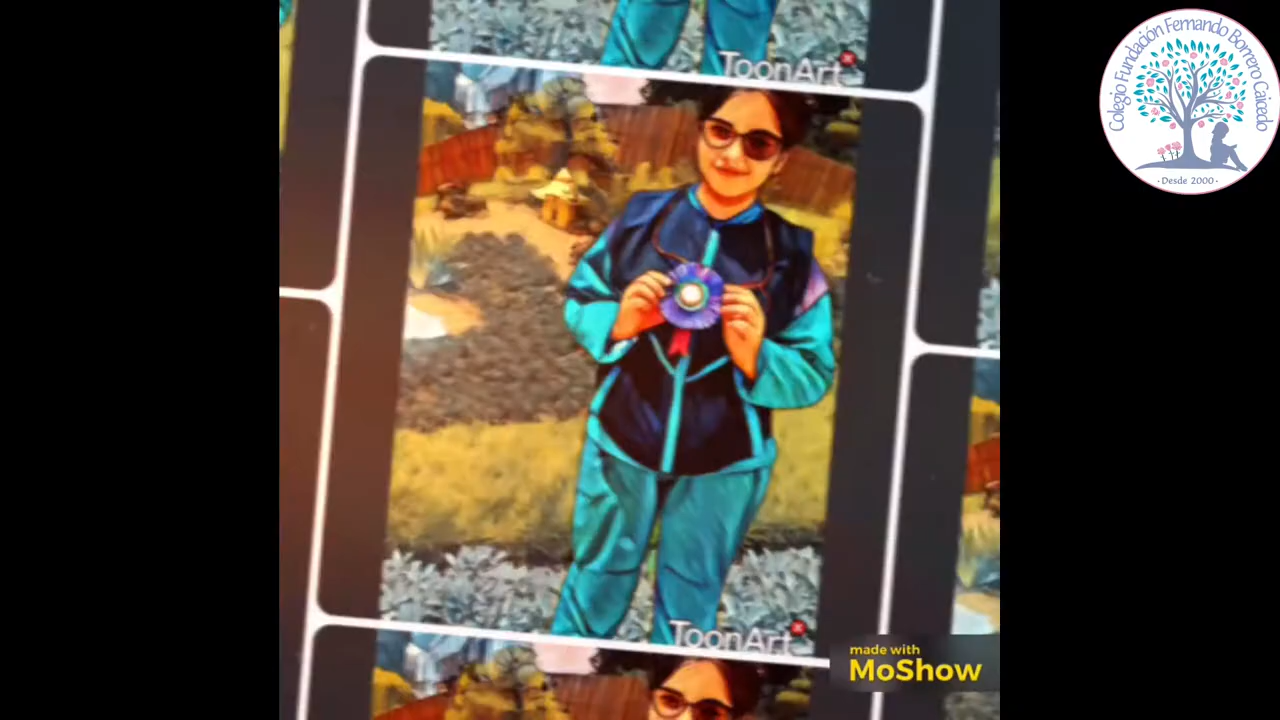 ToonArt
Colegio Fundación Fernando Borrero Caicedo
· Desde 2000 ·
ToonArt
made with
MoShow